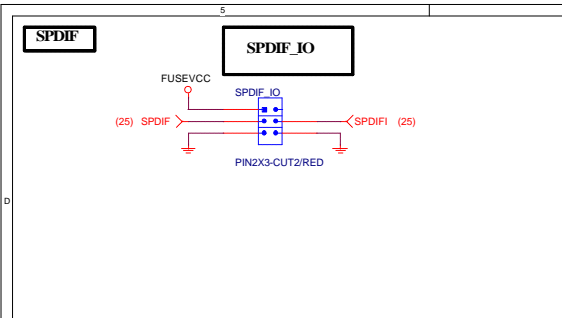 5
SPDIF
SPDIF_IO
FUSEVCC
SPDIF_IO
(25) SPDIF
SPDIFI (25)
PIN2X3-CUT2/RED
D